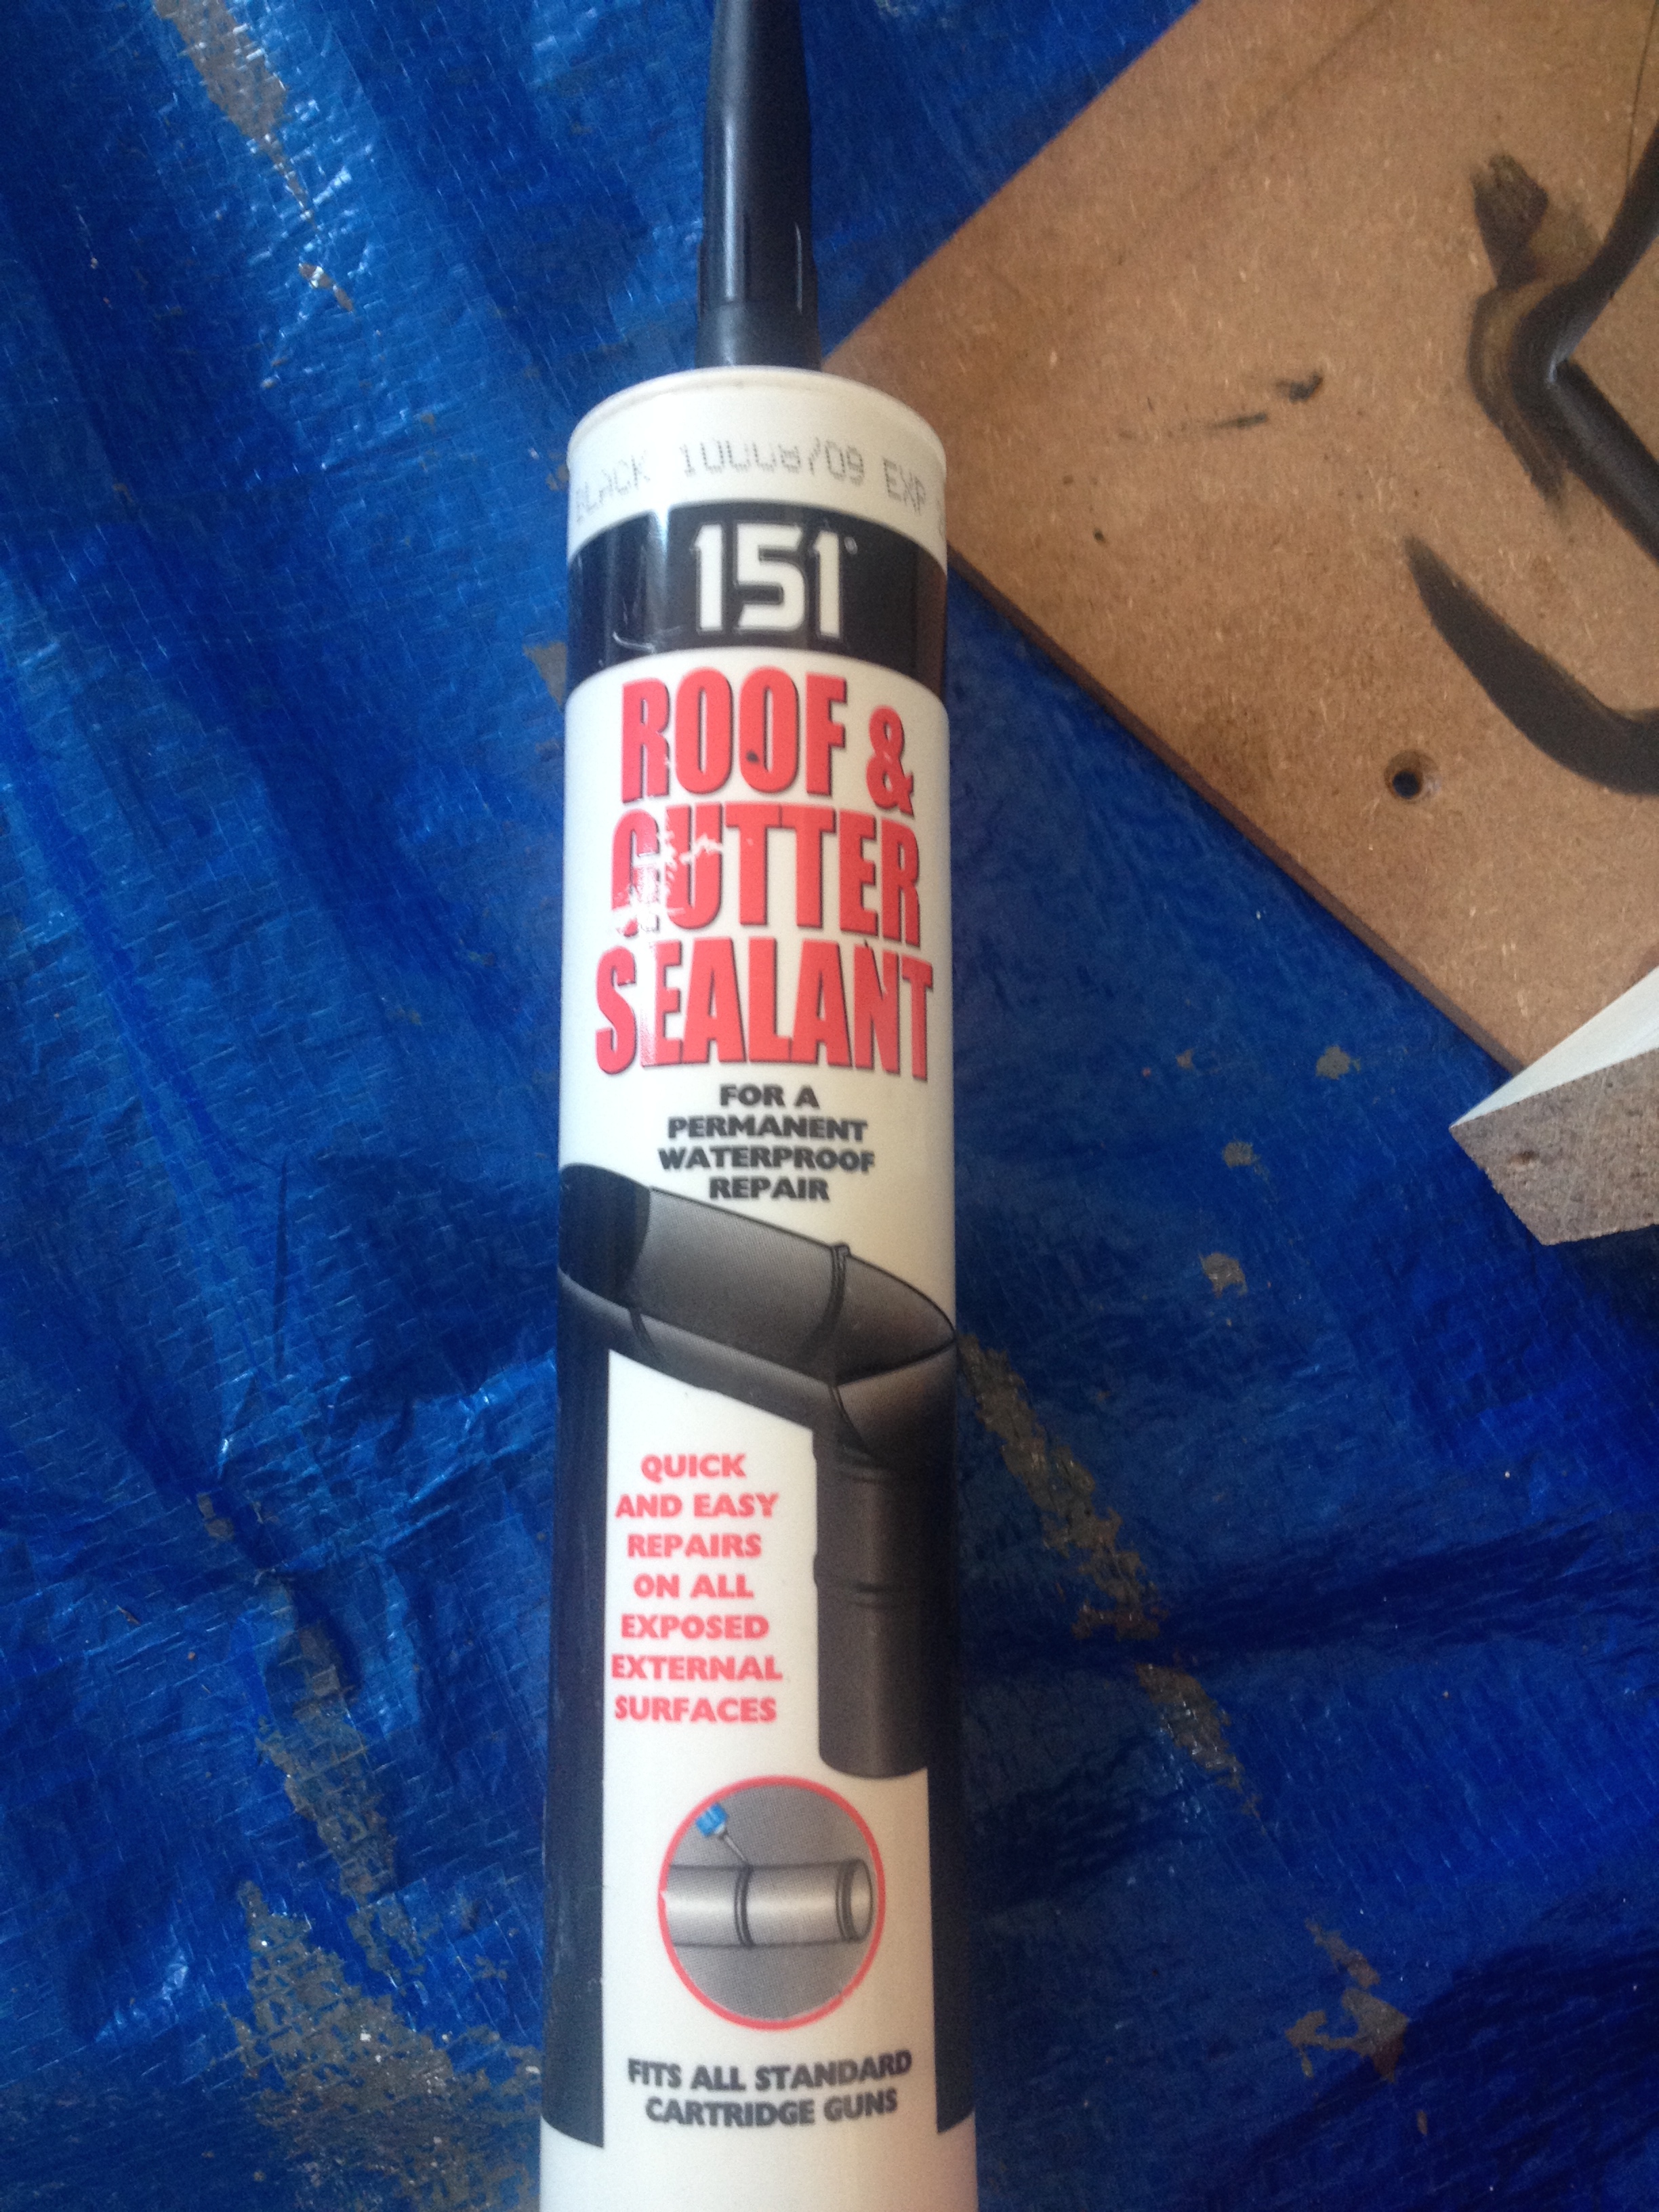 BLACK 10008/09 EXP
151
ROOF &
GUTTER
SEALANT
FOR A
PERMANENT
WATERPROOF
REPAIR
QUICK
AND EASY
REPAIRS
ON ALL
EXPOSED
EXTERNAL
SURFACES
FITS ALL STANDARD
CARTRIDGE GUNS